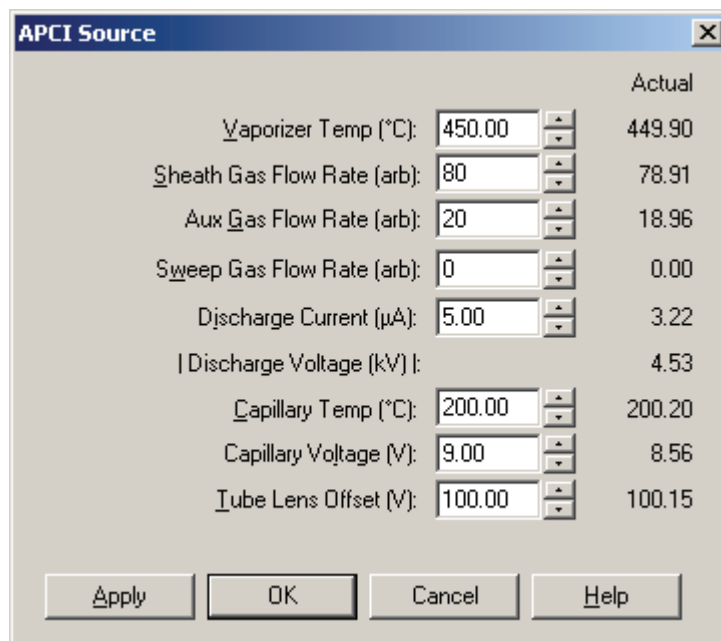 APCI Source
Actual
Vaporizer Temp (°C): 450.00 449.90
Sheath Gas Flow Rate (arb): 80 78.91
Aux Gas Flow Rate (arb): 20 18.96
Sweep Gas Flow Rate (arb): 0 0.00
Discharge Current (µA): 5.00 3.22
| Discharge Voltage (kV) |: 4.53
Capillary Temp (°C): 200.00 200.20
Capillary Voltage (V): 9.00 8.56
Tube Lens Offset (V): 100.00 100.15
Apply OK Cancel Help